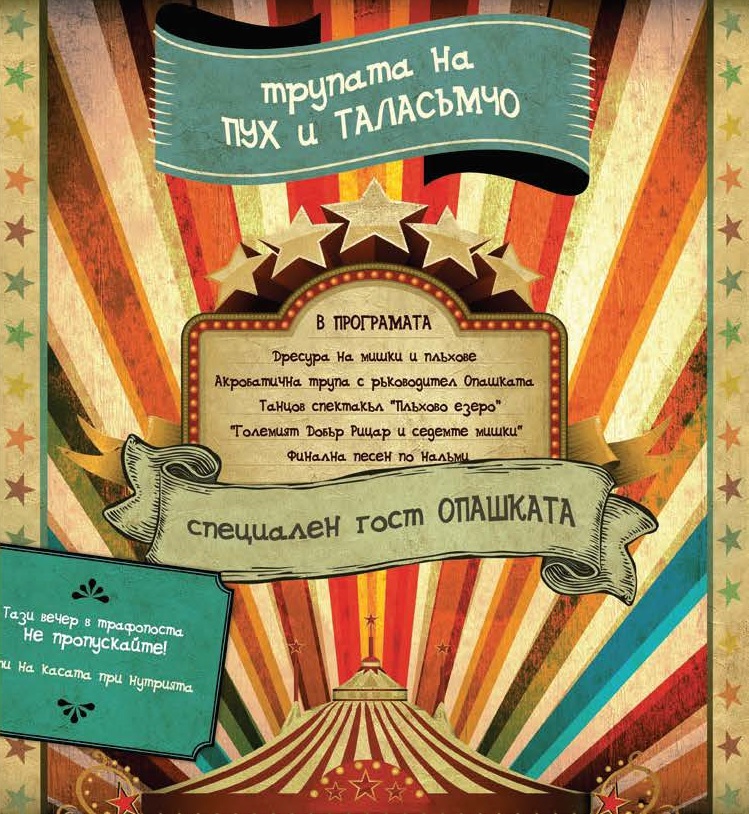 трупата на
ПУХ и ТАЛАСЪМЧО
В ПРОГРАМАТА
Дресура на мишки и плъхове
Акробатична трупа с ръководител Опашката
Танцов спектакъл "Плъхово езеро"
"Големият Добър Рицар и седемте мишки"
Финална песен по Налъми
специален гост ОПАШКАТА
Тази вечер в трафопоста
Не пропускайте!
на касата при Нутрията